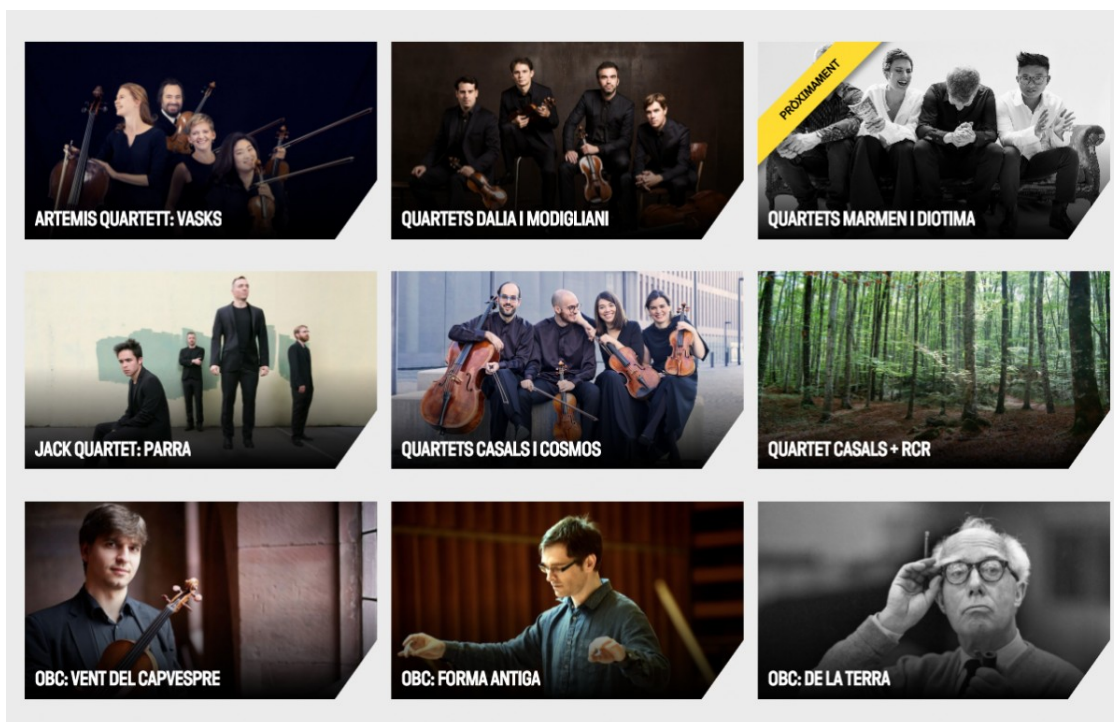 ARTEMIS QUARTETT: VASKS
QUARTETS DALIA I MODIGLIANI
PRÒXIMAMENT
QUARTETS MARMEN I DIOTIMA
JACK QUARTET: PARRA
QUARTETS CASALS I COSMOS
QUARTET CASALS + RCR
OBC: VENT DEL CAPVESPRE
OBC: FORMA ANTIGA
OBC: DE LA TERRA